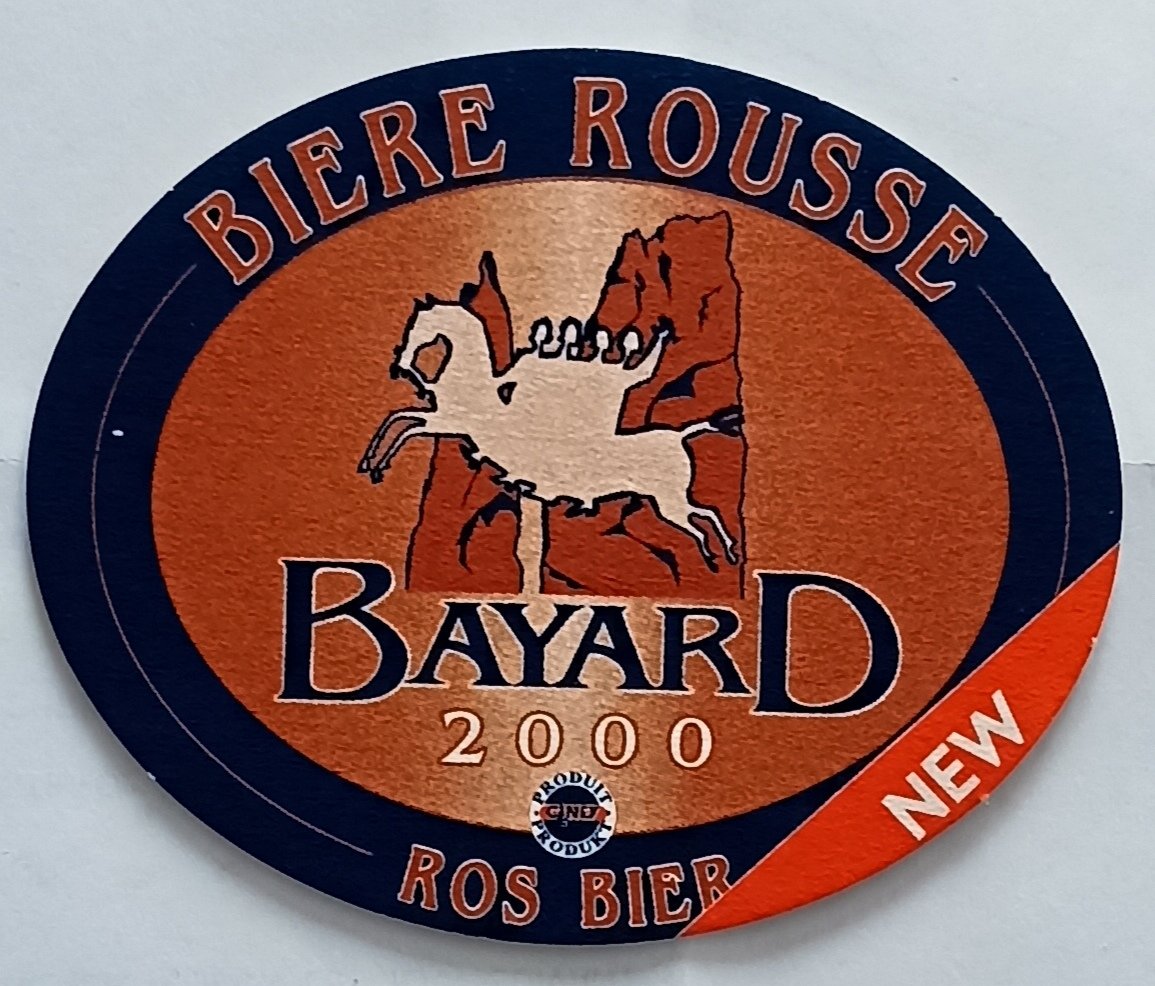 BIERE ROUSSE
BAYARD
2000
PRODUIT
PRODUKT
ROS BIER
NEW